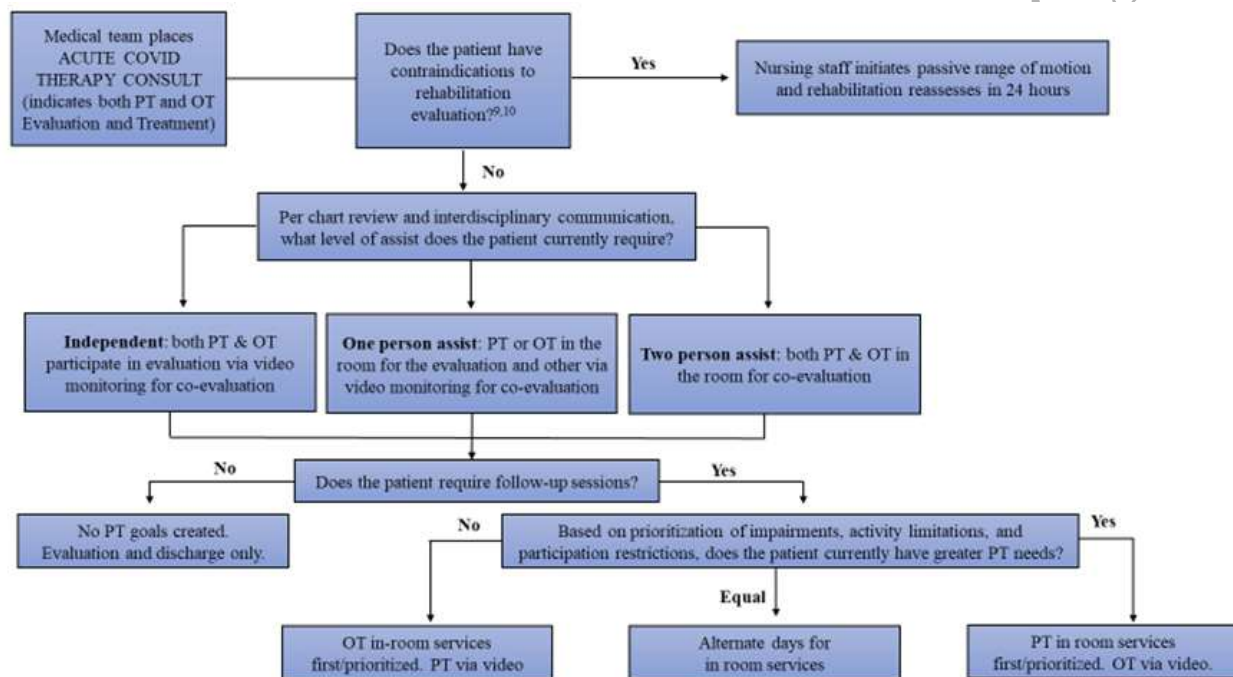 Medical team places
ACUTE COVID
THERAPY CONSULT
(indicates both PT and OT
Evaluation and Treatment)
Does the patient have
contraindications to
rehabilitation
evaluation?9,10
Yes
Nursing staff initiates passive range of motion
and rehabilitation reassesses in 24 hours
No
Per chart review and interdisciplinary communication,
what level of assist does the patient currently require?
Independent: both PT & OT
participate in evaluation via video
monitoring for co-evaluation
One person assist: PT or OT in the
room for the evaluation and other via
video monitoring for co-evaluation
Two person assist: both PT & OT in
the room for co-evaluation
No
Does the patient require follow-up sessions?
Yes
No PT goals created.
Evaluation and discharge only.
No
Based on prioritization of impairments, activity limitations, and
participation restrictions, does the patient currently have greater PT needs?
Yes
Equal
OT in-room services
first/prioritized. PT via video
Alternate days for
in room services
PT in room services
first/prioritized. OT via video.